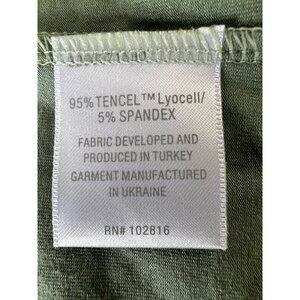 95% TENCEL™ Lyocell/
5% SPANDEX
FABRIC DEVELOPED AND
PRODUCED IN TURKEY
GARMENT MANUFACTURED
IN UKRAINE
RN# 102816